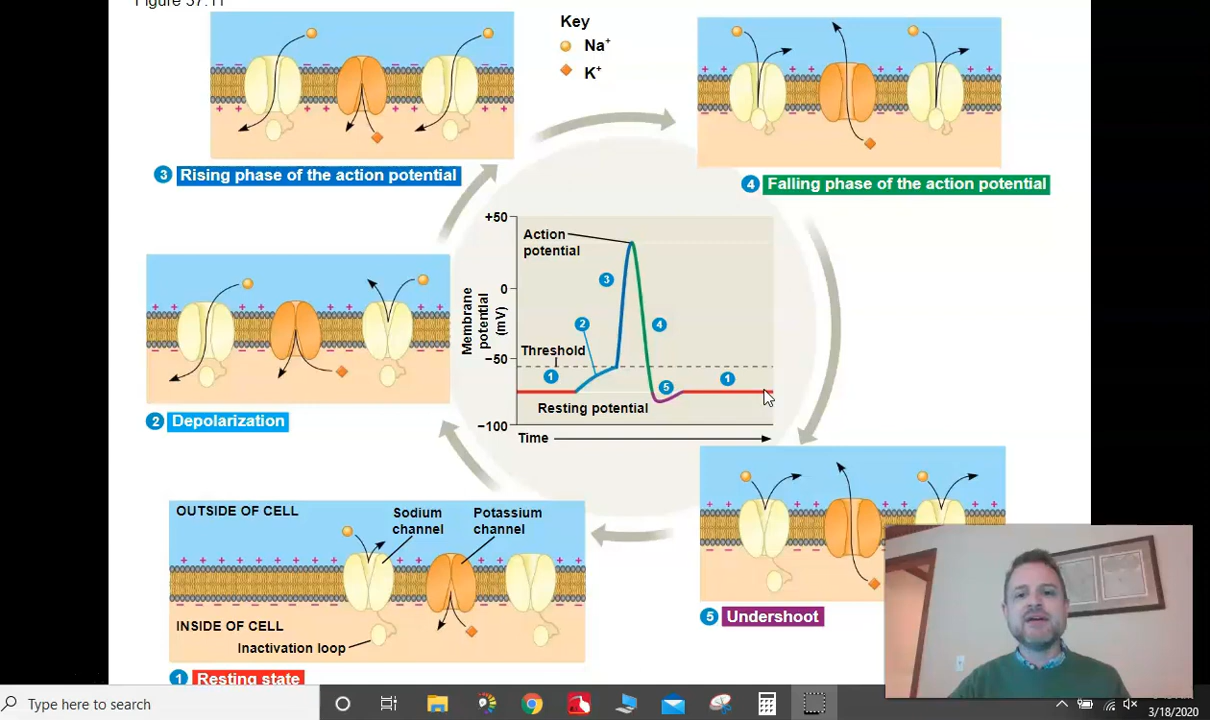 Figure 37.11
Key
Na+
K+
3 Rising phase of the action potential
4 Falling phase of the action potential
+50
Action
potential
3
0
Membrane
potential
(mV)
2
4
Threshold
−50
1
5
1
Resting potential
−100
Time
2 Depolarization
OUTSIDE OF CELL
Sodium
channel
Potassium
channel
INSIDE OF CELL
Inactivation loop
5 Undershoot
1 Resting state
Type here to search
3/18/2020